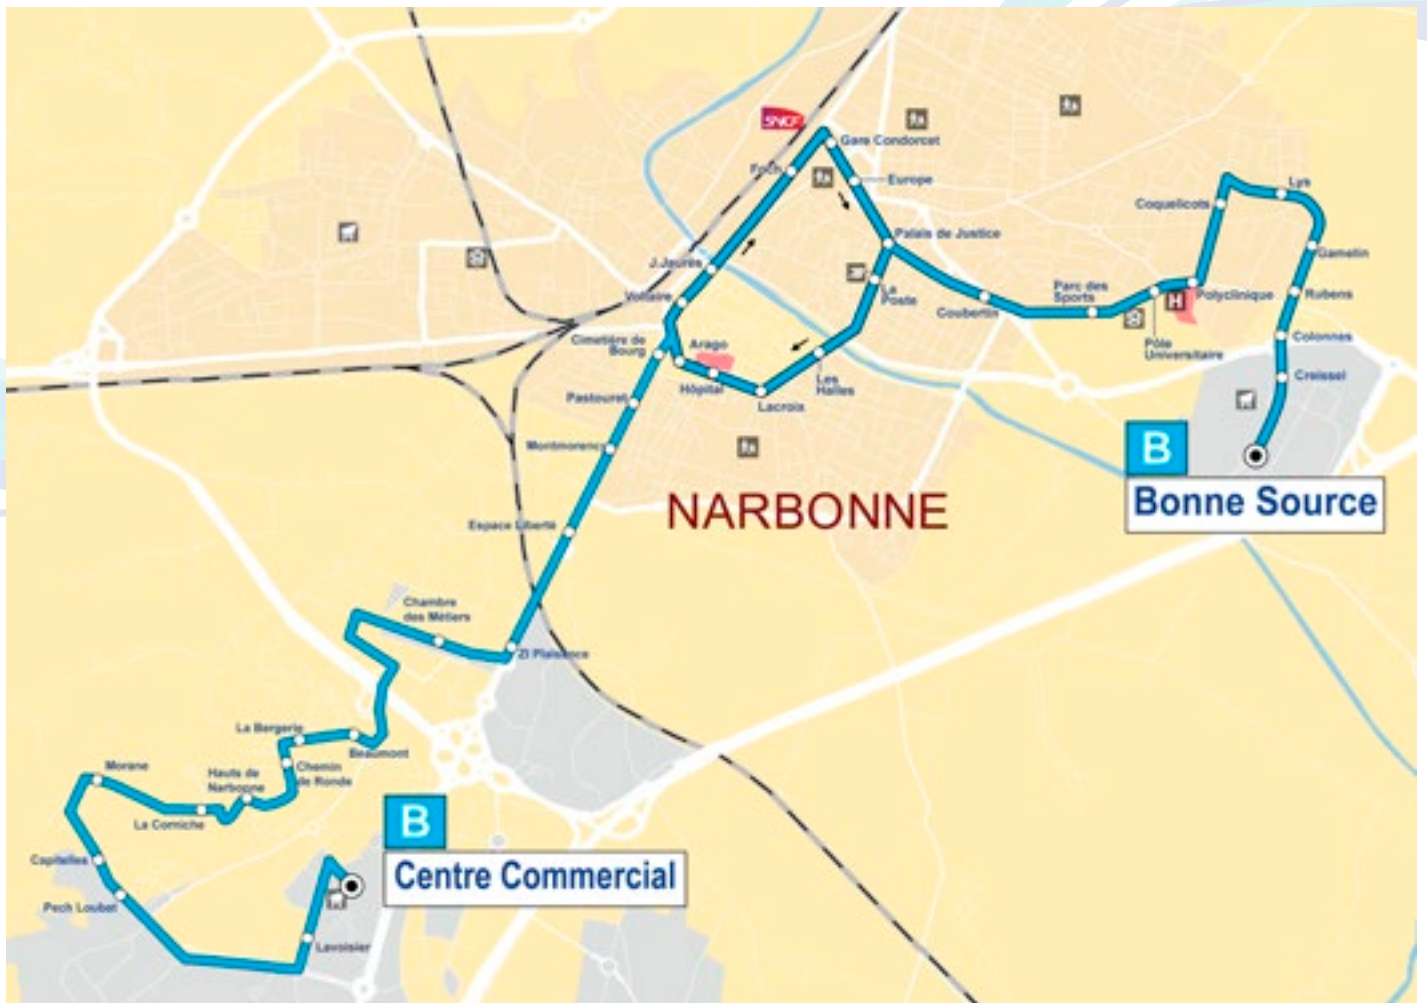 SNCF
Gare Condorcet
Foch
Europe
Lys
Coquelicots
Palais de Justice
Gamelin
J.Jaurès
Parc des
Sports
Polyclinique
Rubens
Voltaire
La
Poste
Coubertin
H
Cimetière de
Bourg
Arago
Pôle
Universitaire
Colonnes
Hôpital
Les
Halles
Creissel
Pastouret
Lacroix
Montmorency
B
Bonne Source
NARBONNE
Espace Liberté
Chambre
des Métiers
ZI Plaisance
La Bergerie
Beaumont
Morane
Hauts de
Narbonne
Chemin
de Ronde
La Corniche
B
Centre Commercial
Capitelles
Pech Loubat
Lavoisier